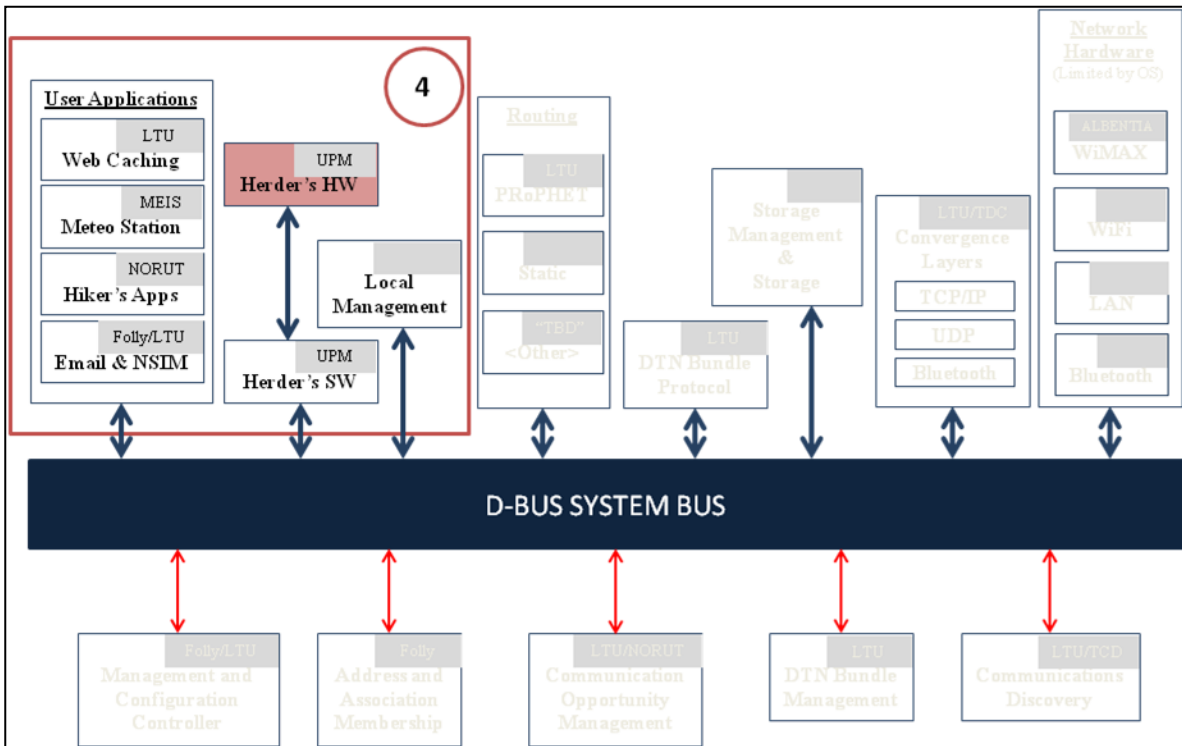 4
User Applications
LTU
Web Caching
MEIS
Meteo Station
NORUT
Hiker's Apps
Folly/LTU
Email & NSIM
UPM
Herder's HW
Local
Management
UPM
Herder's SW
Routing
LTU
PRoPHET
Static
"TBD"
<Other>
LTU
DTN Bundle
Protocol
Storage
Management
&
Storage
LTU/TDC
Convergence
Layers
TCP/IP
UDP
Bluetooth
Network
Hardware
(Limited by OS)
ALBENTIA
WiMAX
WiFi
LAN
Bluetooth
D-BUS SYSTEM BUS
Folly/LTU
Management and
Configuration
Controller
Folly
Address and
Association
Membership
LTU/NORUT
Communication
Opportunity
Management
LTU
DTN Bundle
Management
LTU/TCD
Communications
Discovery